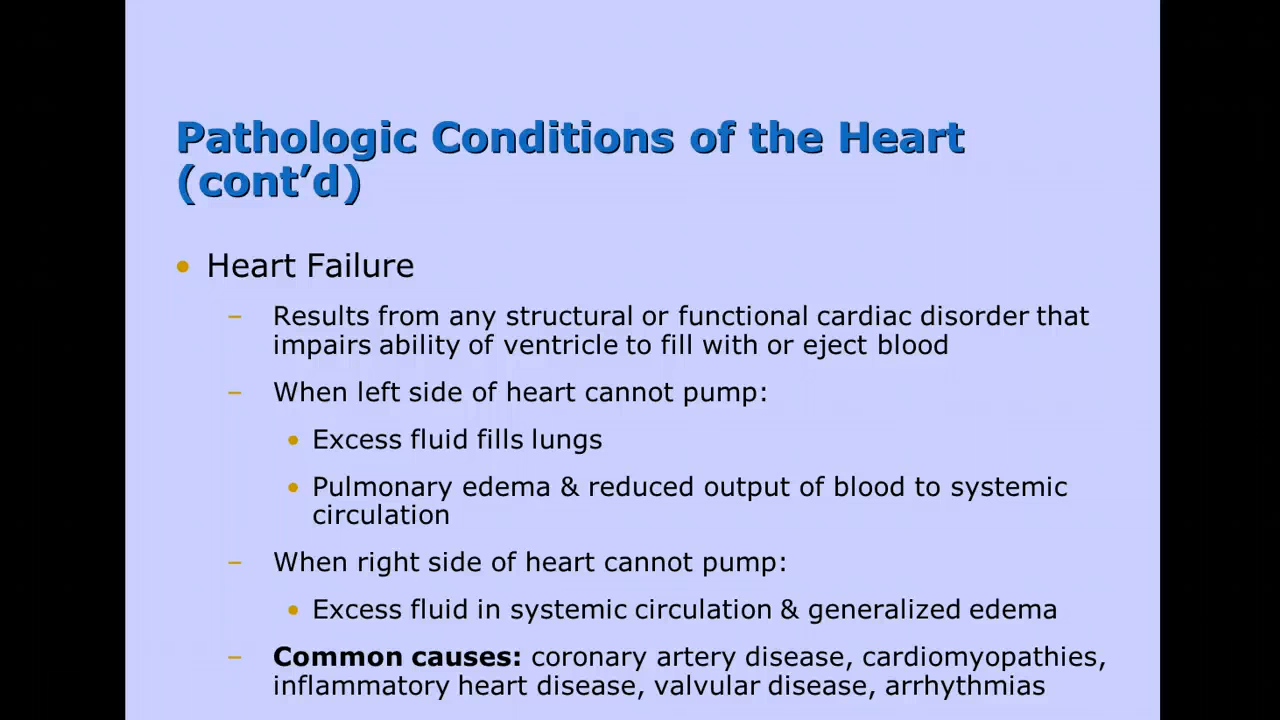 Pathologic Conditions of the Heart
(cont’d)
• Heart Failure
– Results from any structural or functional cardiac disorder that
impairs ability of ventricle to fill with or eject blood
– When left side of heart cannot pump:
• Excess fluid fills lungs
• Pulmonary edema & reduced output of blood to systemic
circulation
– When right side of heart cannot pump:
• Excess fluid in systemic circulation & generalized edema
– Common causes: coronary artery disease, cardiomyopathies,
inflammatory heart disease, valvular disease, arrhythmias